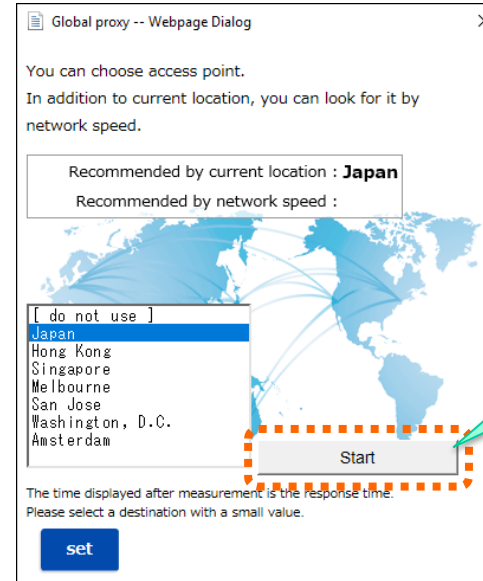 Global proxy -- Webpage Dialog
You can choose access point.
In addition to current location, you can look for it by
network speed.
Recommended by current location : Japan
Recommended by network speed :
[ do not use ]
Japan
Hong Kong
Singapore
Melbourne
San Jose
Washington, D.C.
Amsterdam
Start
The time displayed after measurement is the response time.
Please select a destination with a small value.
set